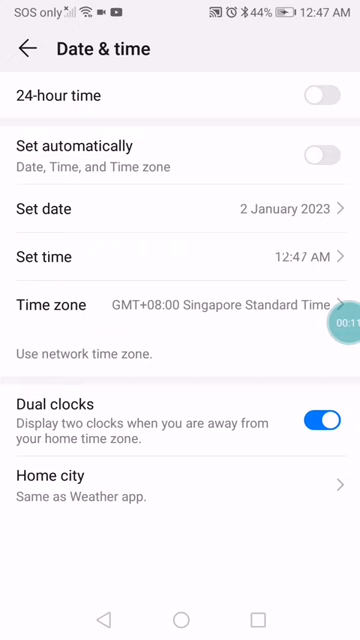 SOS only 44% 12:47 AM
Date & time
24-hour time
Set automatically
Date, Time, and Time zone
Set date 2 January 2023
Set time 12:47 AM
Time zone GMT+08:00 Singapore Standard Time
00:11
Use network time zone.
Dual clocks
Display two clocks when you are away from
your home time zone.
Home city
Same as Weather app.